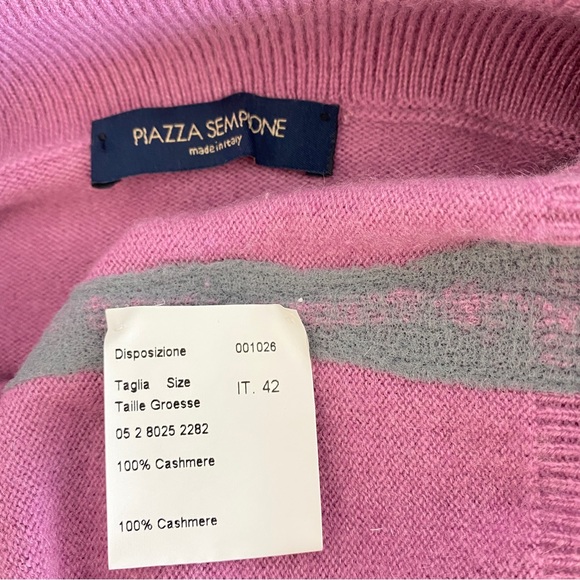 PIAZZA SEMPIONE
made in italy
Disposizione 001026
Taglia Size IT. 42
Taille Groesse
05 2 8025 2282
100% Cashmere
100% Cashmere